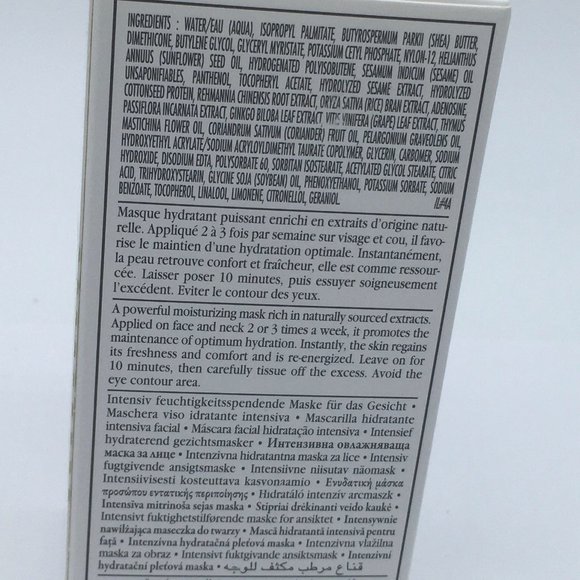 INGREDIENTS : WATER/EAU (AQUA), ISOPROPYL PALMITATE, BUTYROSPERMUM PARKII (SHEA) BUTTER,
DIMETHICONE, BUTYLENE GLYCOL, GLYCERYL MYRISTATE, POTASSIUM CETYL PHOSPHATE, NYLON-12, HELIANTHUS
ANNUUS (SUNFLOWER) SEED OIL, HYDROGENATED POLYISOBUTENE, SESAMUM INDICUM (SESAME) OIL
UNSAPONIFIABLES, PANTHENOL, TOCOPHERYL ACETATE, HYDROLYZED SESAME EXTRACT, HYDROLYZED
COTTONSEED PROTEIN, REHMANNIA CHINENSIS ROOT EXTRACT, ORYZA SATIVA (RICE) BRAN EXTRACT, ADENOSINE,
PASSIFLORA INCARNATA EXTRACT, GINKGO BILOBA LEAF EXTRACT, VITIS VINIFERA (GRAPE) LEAF EXTRACT, THYMUS
MASTICHINA FLOWER OIL, CORIANDRUM SATIVUM (CORIANDER) FRUIT OIL, PELARGONIUM GRAVEOLENS OIL,
HYDROXYETHYL ACRYLATE/SODIUM ACRYLOYLDIMETHYL TAURATE COPOLYMER, GLYCERIN, CARBOMER, SODIUM
HYDROXIDE, DISODIUM EDTA, POLYSORBATE 60, SORBITAN ISOSTEARATE, ACETYLATED GLYCOL STEARATE, CITRIC
ACID, TRIHYDROXYSTEARIN, GLYCINE SOJA (SOYBEAN) OIL, PHENOXYETHANOL, POTASSIUM SORBATE, SODIUM
BENZOATE, TOCOPHEROL, LINALOOL, LIMONENE, CITRONELLOL, GERANIOL. IL#4A
Masque hydratant puissant enrichi en extraits d'origine natu-
relle. Appliqué 2 à 3 fois par semaine sur visage et cou, il favo-
rise le maintien d'une hydratation optimale. Instantanément,
la peau retrouve confort et fraîcheur, elle est comme ressour-
cée. Laisser poser 10 minutes, puis essuyer soigneusement
l'excédent. Eviter le contour des yeux.
A powerful moisturizing mask rich in naturally sourced extracts.
Applied on face and neck 2 or 3 times a week, it promotes the
maintenance of optimum hydration. Instantly, the skin regains
its freshness and comfort and is re-energized. Leave on for
10 minutes, then carefully tissue off the excess. Avoid the
eye contour area.
Intensiv feuchtigkeitsspendende Maske für das Gesicht •
Maschera viso idratante intensiva • Mascarilla hidratante
intensiva facial • Máscara facial hidratação intensiva • Intensief
hydraterend gezichtsmasker • Интензивна овлажняваща
маска за лице • Intenzivna hidratantna maska za lice • Intensiv
fugtgivende ansigtsmaske • Intensiivne niisutav näomask •
Intensiivisesti kosteuttava kasvonaamio • Ενυδατική μάσκα
προσώπου εντατικής περιποίησης • Hidratáló intenzív arcmaszk •
Intensīva mitrinoša sejas maska • Stipriai drėkinanti veido kaukė •
Intensivt fuktighetstilførende maske for ansiktet • Intensywnie
nawilżająca maseczka do twarzy • Mască hidratantă intensivă pentru
față • Intenzívna hydratačná pleťová maska • Intenzivna vlažilna
maska za obraz • Intensivt fuktgivande ansiktsmask • Intenzivní
hydratační pleťová maska • قناع مرطب مكثف للوجه